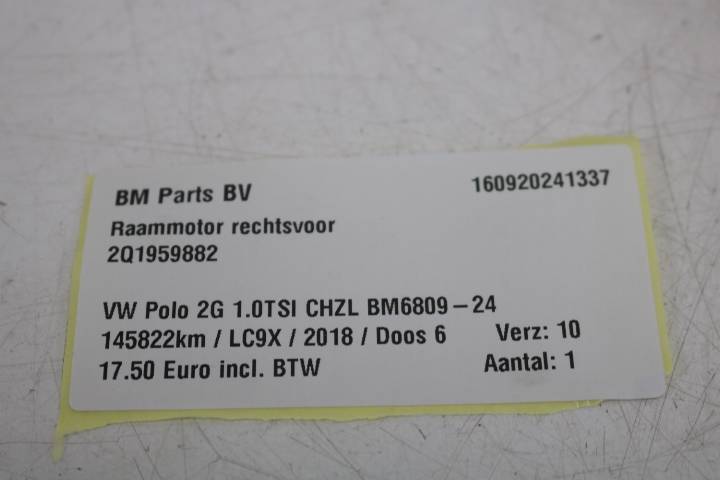 BM Parts BV 160920241337
Raammotor rechtsvoor
2Q1959882
VW Polo 2G 1.0TSI CHZL BM6809-24
145822km / LC9X / 2018 / Doos 6 Verz: 10
17.50 Euro incl. BTW Aantal: 1